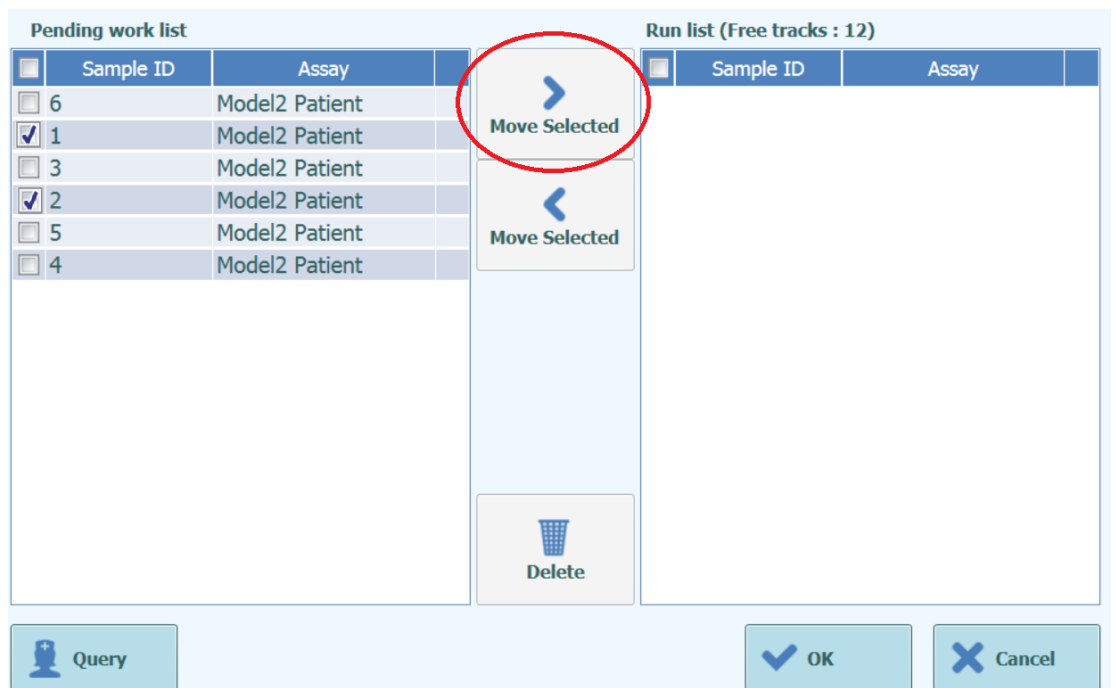 Pending work list
Run list (Free tracks : 12)
Sample ID Assay
Sample ID Assay
6 Model2 Patient
1 Model2 Patient
3 Model2 Patient
2 Model2 Patient
5 Model2 Patient
4 Model2 Patient
Move Selected
Move Selected
Delete
Query
OK
Cancel